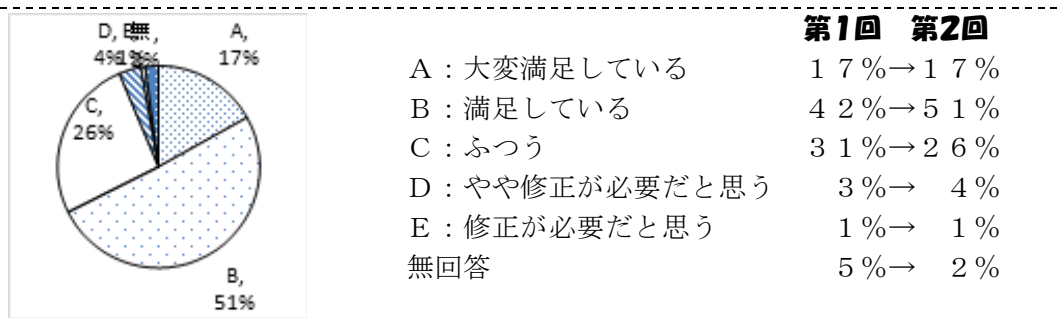 第1回 第2回
A：大変満足している 17%→17%
B：満足している 42%→51%
C：ふつう 31%→26%
D：やや修正が必要だと思う 3%→ 4%
E：修正が必要だと思う 1%→ 1%
無回答 5%→ 2%
A,
17%
B,
51%
C,
26%
D,
4%